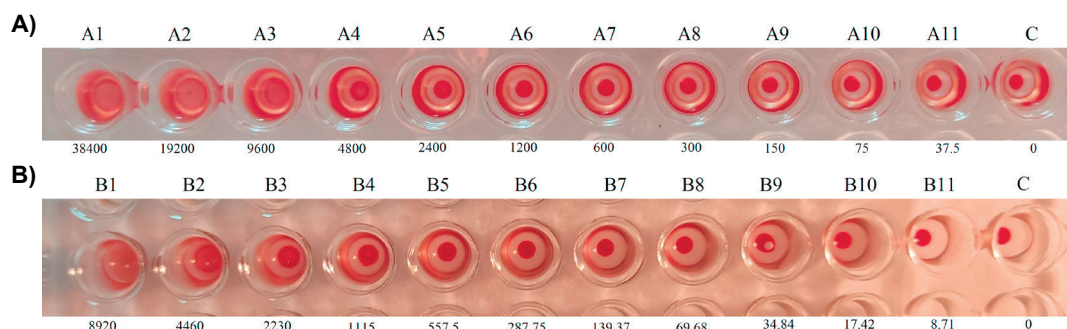 A)
A1 A2 A3 A4 A5 A6 A7 A8 A9 A10 A11 C
38400 19200 9600 4800 2400 1200 600 300 150 75 37.5 0
B)
B1 B2 B3 B4 B5 B6 B7 B8 B9 B10 B11 C
8920 4460 2230 1115 557.5 287.75 139.37 69.68 34.84 17.42 8.71 0